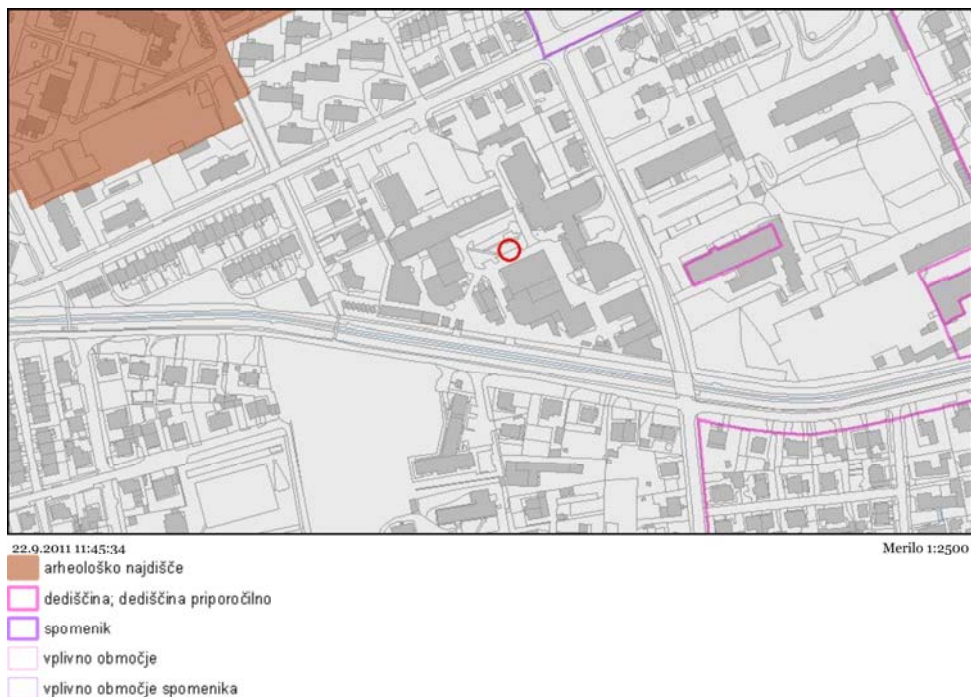 22.9.2011 11:45:34
Merilo 1:2500
arheološko najdišče
dediščina; dediščina priporočilno
spomenik
vplivno območje
vplivno območje spomenika